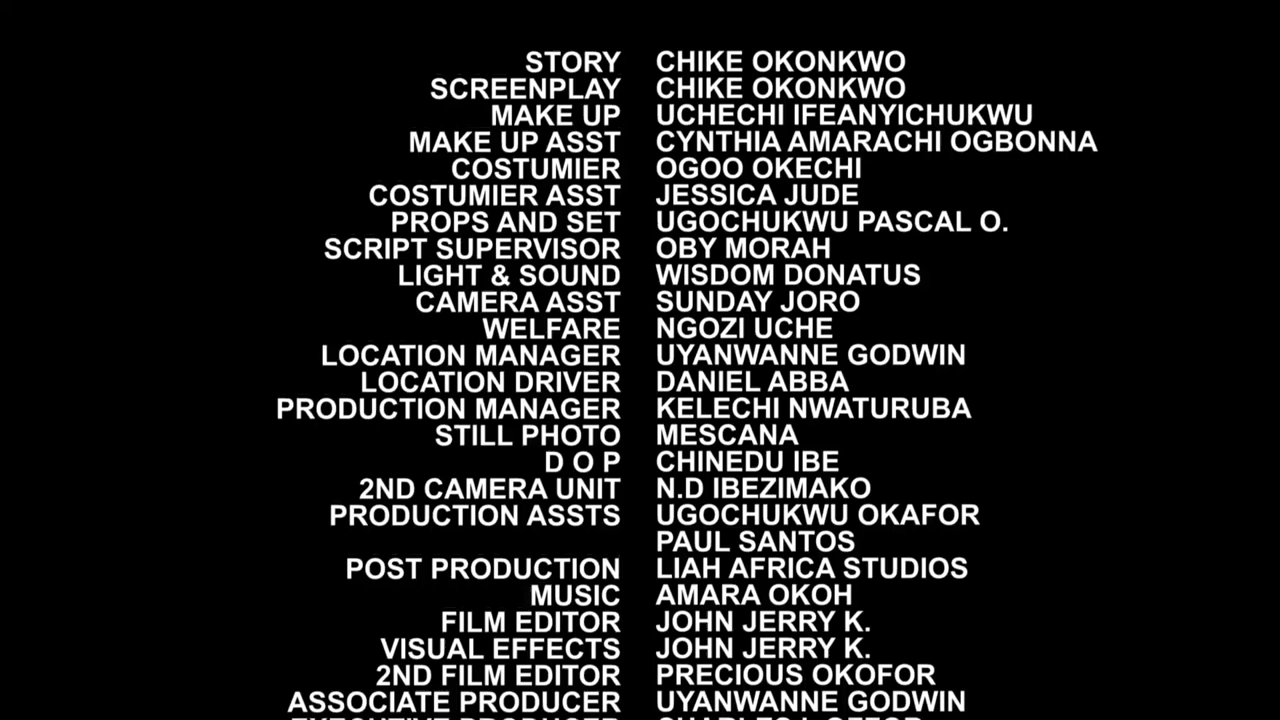 STORY CHIKE OKONKWO
SCREENPLAY CHIKE OKONKWO
MAKE UP UCHECHI IFEANYICHUKWU
MAKE UP ASST CYNTHIA AMARACHI OGBONNA
COSTUMIER OGOO OKECHI
COSTUMIER ASST JESSICA JUDE
PROPS AND SET UGOCHUKWU PASCAL O.
SCRIPT SUPERVISOR OBY MORAH
LIGHT & SOUND WISDOM DONATUS
CAMERA ASST SUNDAY JORO
WELFARE NGOZI UCHE
LOCATION MANAGER UYANWANNE GODWIN
LOCATION DRIVER DANIEL ABBA
PRODUCTION MANAGER KELECHI NWATURUBA
STILL PHOTO MESCANA
D O P CHINEDU IBE
2ND CAMERA UNIT N.D IBEZIMAKO
PRODUCTION ASSTS UGOCHUKWU OKAFOR
PAUL SANTOS
POST PRODUCTION LIAH AFRICA STUDIOS
MUSIC AMARA OKOH
FILM EDITOR JOHN JERRY K.
VISUAL EFFECTS JOHN JERRY K.
2ND FILM EDITOR PRECIOUS OKOFOR
ASSOCIATE PRODUCER UYANWANNE GODWIN